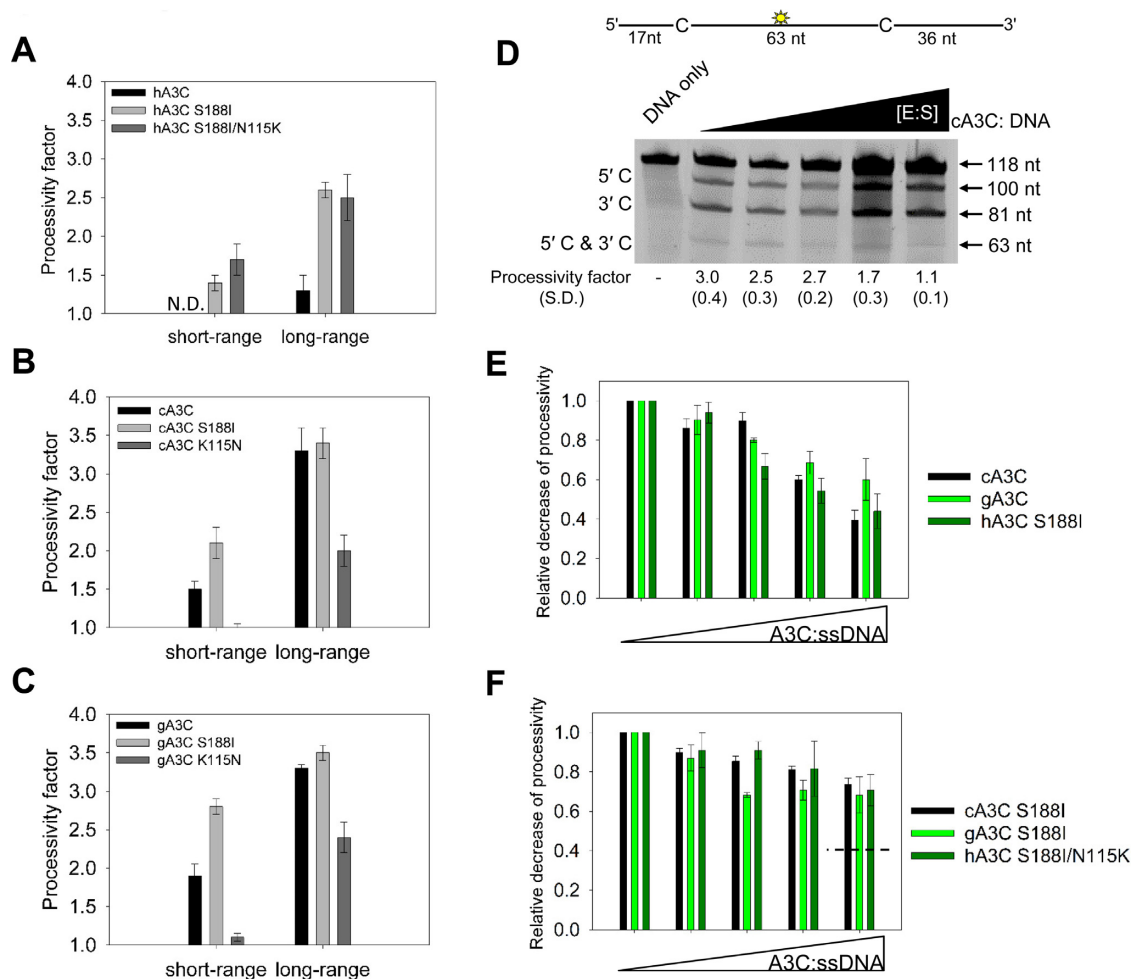 A
Processivity factor
4.0
3.5
3.0
2.5
2.0
1.5
1.0
hA3C
hA3C S188I
hA3C S188I/N115K
N.D.
short-range long-range
B
Processivity factor
4.0
3.5
3.0
2.5
2.0
1.5
1.0
cA3C
cA3C S188I
cA3C K115N
short-range long-range
C
Processivity factor
4.0
3.5
3.0
2.5
2.0
1.5
1.0
gA3C
gA3C S188I
gA3C K115N
short-range long-range
5' C C 3'
17nt 63 nt 36 nt
D
DNA only
[E:S]
cA3C: DNA
118 nt
5′ C
100 nt
3′ C
81 nt
5′ C & 3′ C
63 nt
Processivity factor - 3.0 2.5 2.7 1.7 1.1
(S.D.) (0.4) (0.3) (0.2) (0.3) (0.1)
E
Relative decrease of processivity
1.0
0.8
0.6
0.4
0.2
0.0
A3C:ssDNA
cA3C
gA3C
hA3C S188I
F
Relative decrease of processivity
1.0
0.8
0.6
0.4
0.2
0.0
A3C:ssDNA
cA3C S188I
gA3C S188I
hA3C S188I/N115K